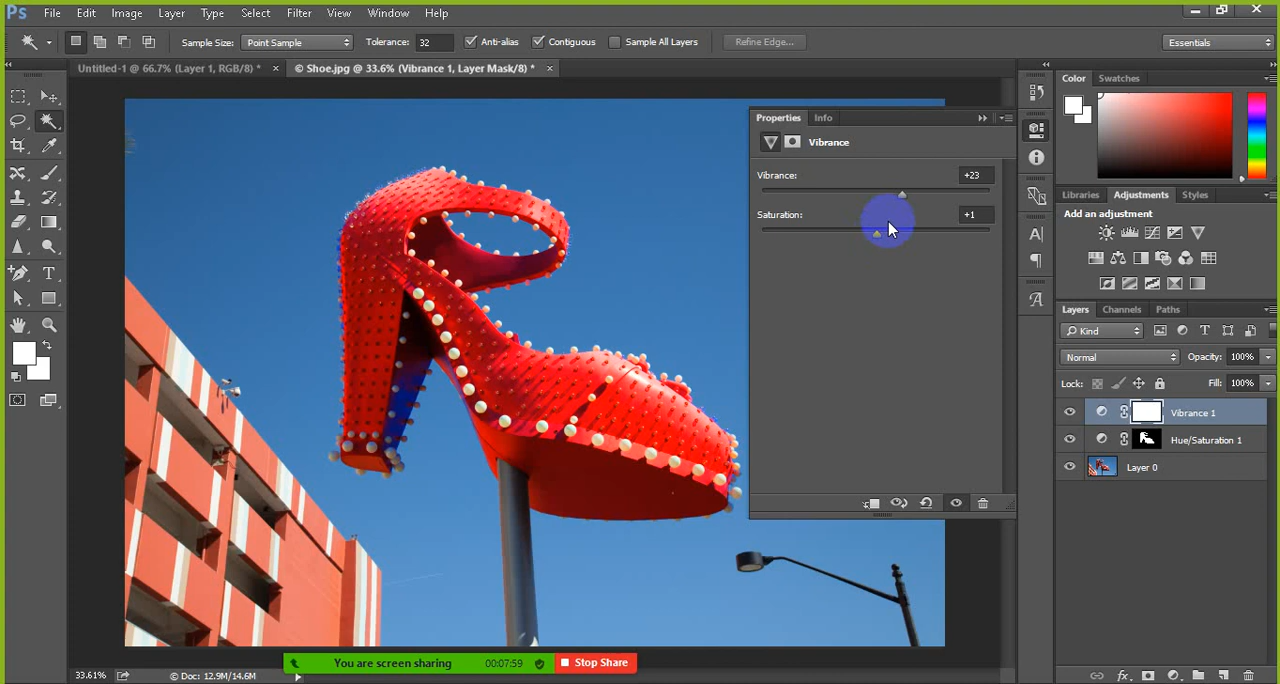 Ps File Edit Image Layer Type Select Filter View Window Help
Sample Size: Point Sample Tolerance: 32 Anti-alias Contiguous Sample All Layers Refine Edge... Essentials
Untitled-1 @ 66.7% (Layer 1, RGB/8) * × © Shoe.jpg @ 33.6% (Vibrance 1, Layer Mask/8) * ×
Color Swatches
Properties Info
Vibrance
Vibrance: +23
Saturation: +1
Libraries Adjustments Styles
Add an adjustment
Layers Channels Paths
Kind
Normal Opacity: 100%
Lock: Fill: 100%
Vibrance 1
Hue/Saturation 1
Layer 0
You are screen sharing 00:07:59 Stop Share
33.61% © Doc: 12.9M/14.6M